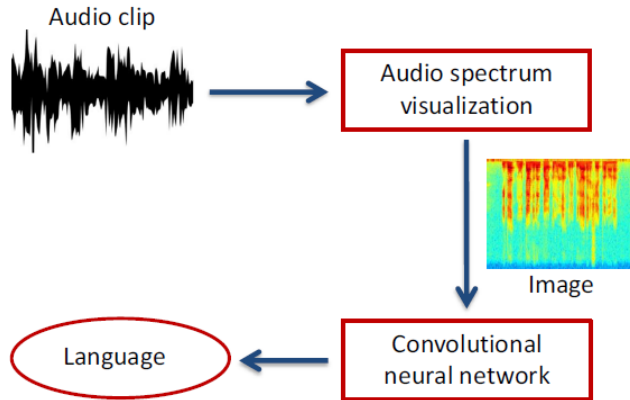 Audio clip
Audio spectrum
visualization
Image
Convolutional
neural network
Language